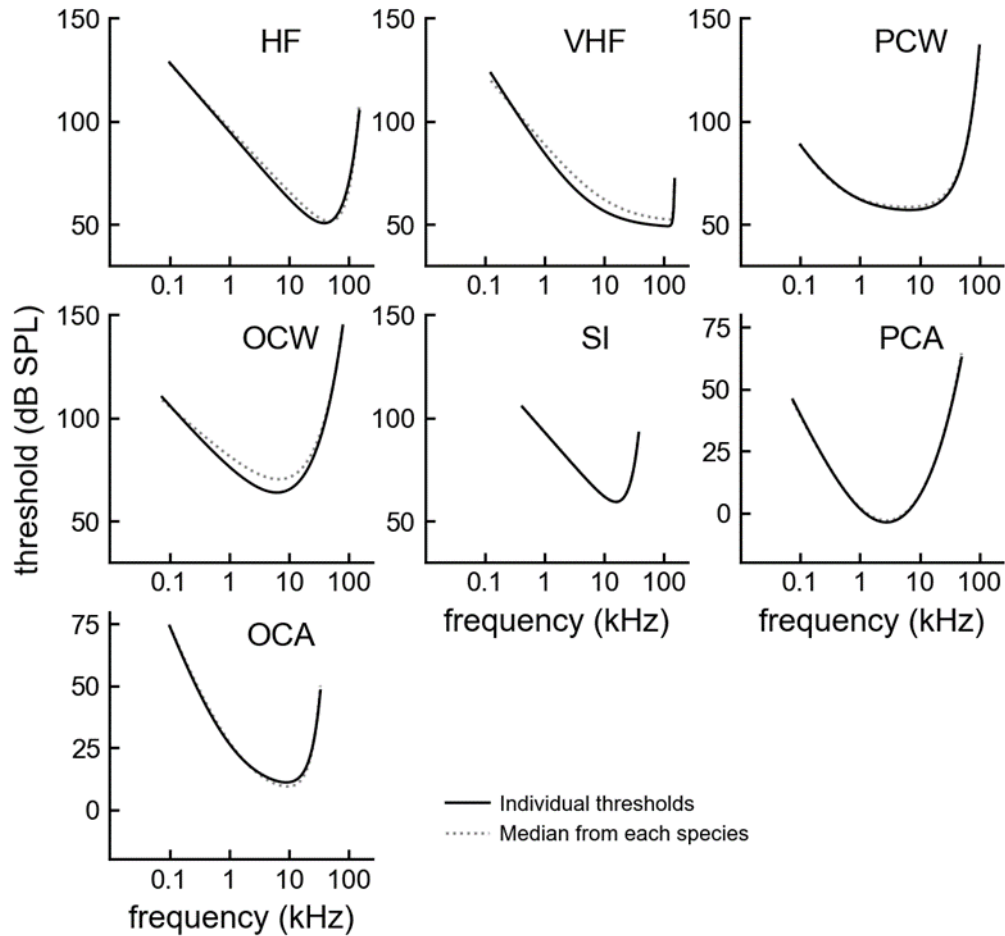 HF
150
100
50
0.1 1 10 100
VHF
150
100
50
0.1 1 10 100
PCW
150
100
50
0.1 1 10 100
threshold (dB SPL)
OCW
150
100
50
0.1 1 10 100
SI
150
100
50
0.1 1 10 100
frequency (kHz)
PCA
75
50
25
0
0.1 1 10 100
frequency (kHz)
OCA
75
50
25
0
0.1 1 10 100
frequency (kHz)
Individual thresholds
Median from each species